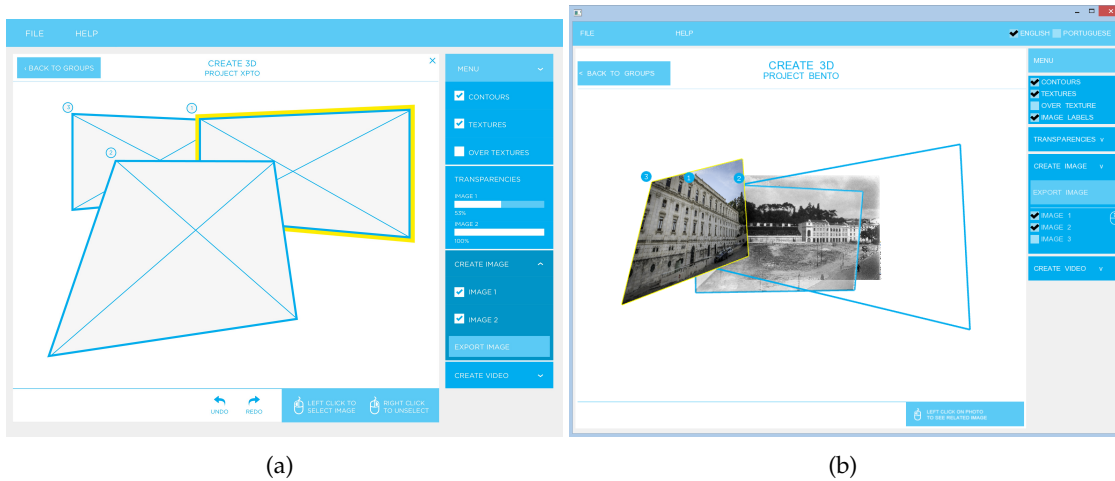 FILE HELP
‹ BACK TO GROUPS
CREATE 3D
PROJECT XPTO
×
3
1
2
MENU
CONTOURS
TEXTURES
OVER TEXTURES
TRANSPARENCIES
IMAGE 1
53%
IMAGE 2
100%
CREATE IMAGE
IMAGE 1
IMAGE 2
EXPORT IMAGE
CREATE VIDEO
UNDO
REDO
LEFT CLICK TO
SELECT IMAGE
RIGHT CLICK
TO UNSELECT
(a)
FILE HELP ENGLISH PORTUGUESE
< BACK TO GROUPS
CREATE 3D
PROJECT BENTO
3
1
2
MENU
CONTOURS
TEXTURES
OVER TEXTURE
IMAGE LABELS
TRANSPARENCIES v
CREATE IMAGE v
EXPORT IMAGE
IMAGE 1
IMAGE 2
IMAGE 3
CREATE VIDEO v
LEFT CLICK ON PHOTO
TO SEE RELATED IMAGE
(b)